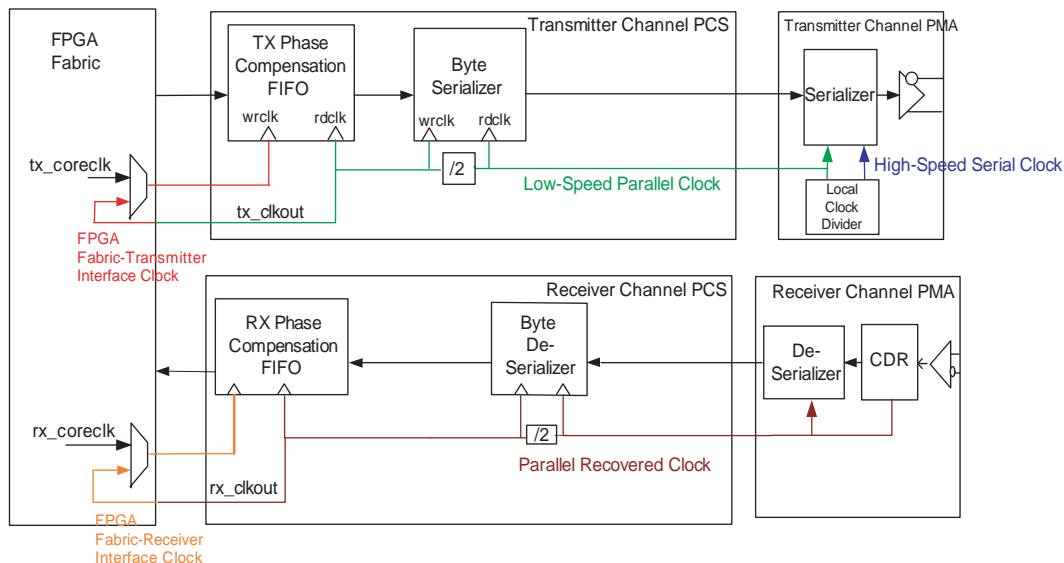 FPGA
Fabric
Transmitter Channel PCS
TX Phase
Compensation
FIFO
wrclk
rdclk
Byte
Serializer
wrclk
rdclk
/2
Low-Speed Parallel Clock
tx_coreclk
tx_clkout
FPGA
Fabric-Transmitter
Interface Clock
Transmitter Channel PMA
Serializer
High-Speed Serial Clock
Local
Clock
Divider
Receiver Channel PCS
RX Phase
Compensation
FIFO
Byte
De-
Serializer
/2
Parallel Recovered Clock
rx_coreclk
rx_clkout
FPGA
Fabric-Receiver
Interface Clock
Receiver Channel PMA
De-
Serializer
CDR